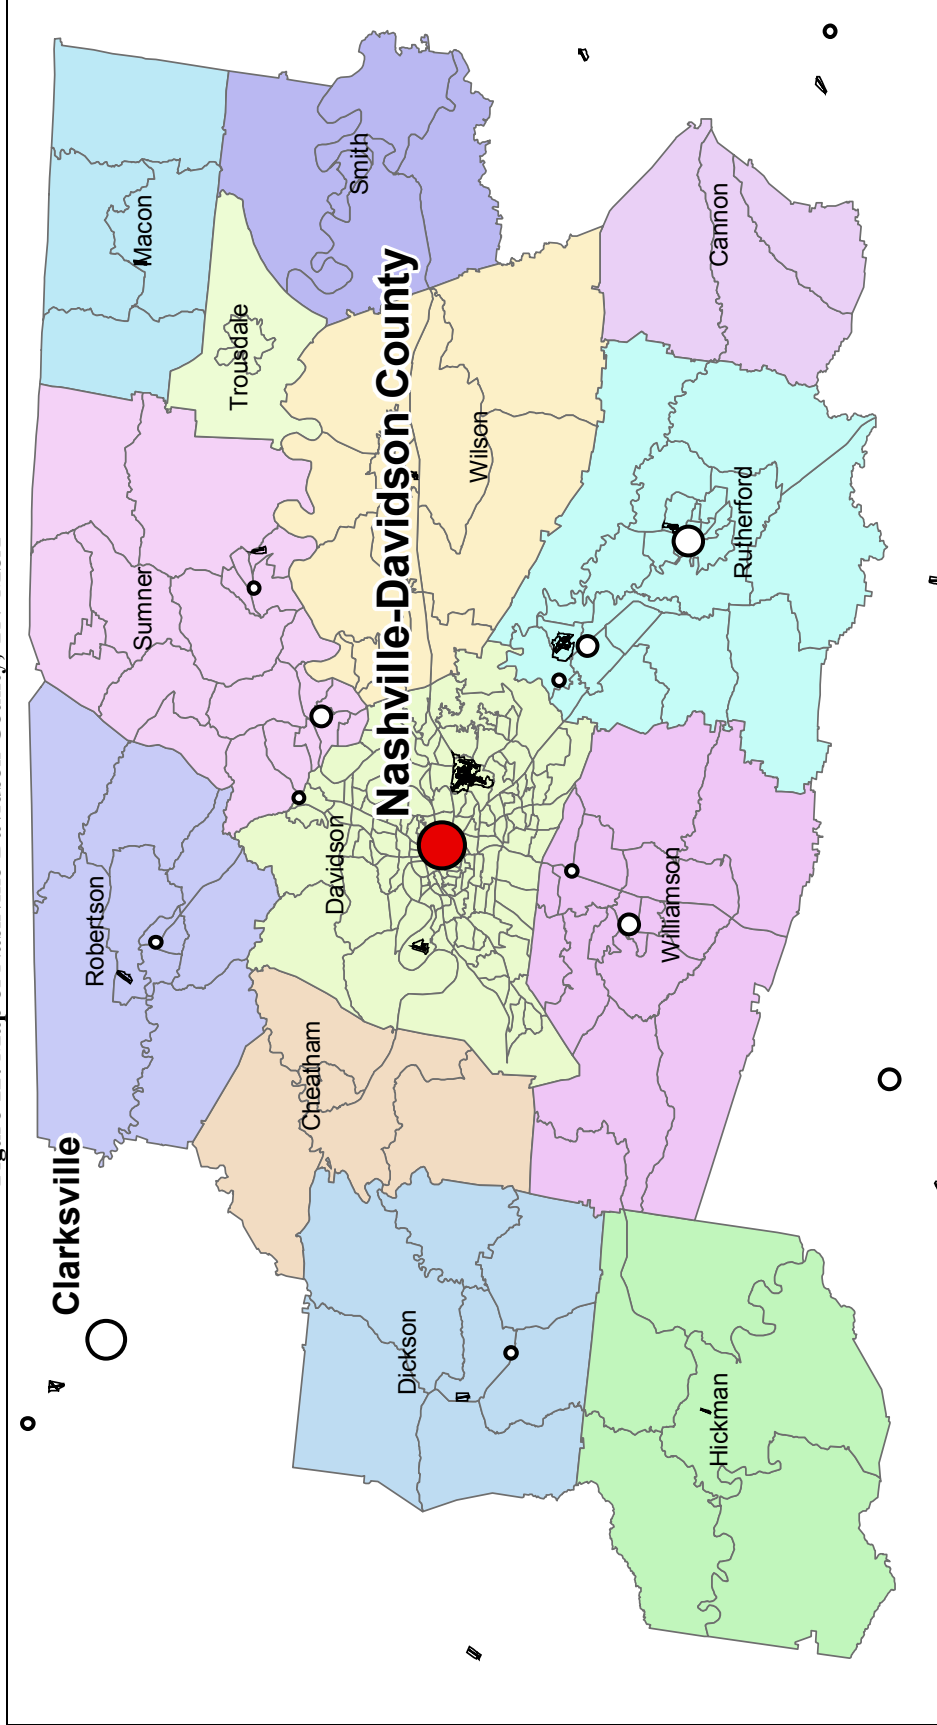 Clarksville
Robertson
Sumner
Macon
Trousdale
Smith
Cheatham
Davidson
Nashville-Davidson County
Dickson
Wilson
Hickman
Williamson
Rutherford
Cannon